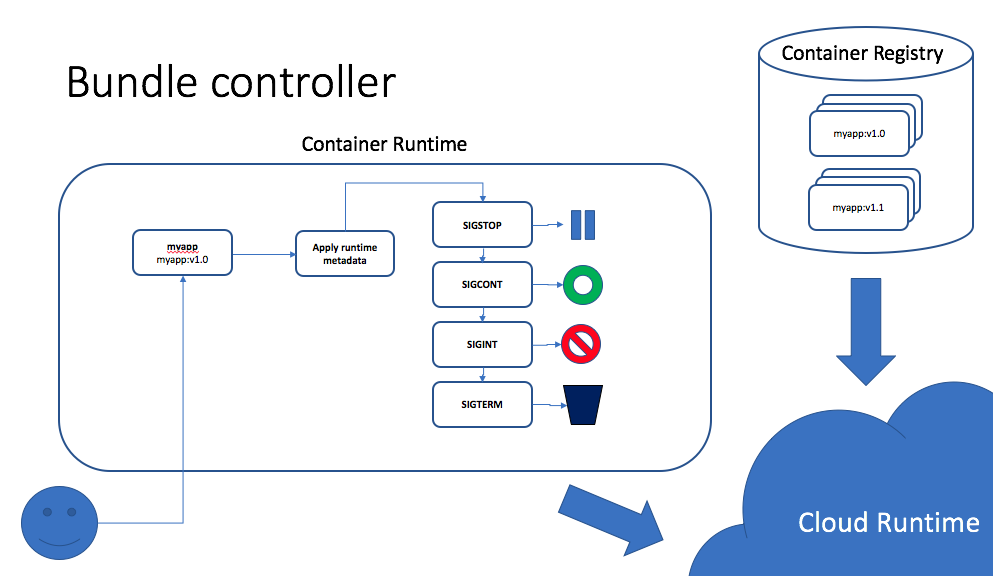 Bundle controller
Container Runtime
myapp
myapp:v1.0
Apply runtime
metadata
SIGSTOP
SIGCONT
SIGINT
SIGTERM
Container Registry
myapp:v1.0
myapp:v1.1
Cloud Runtime